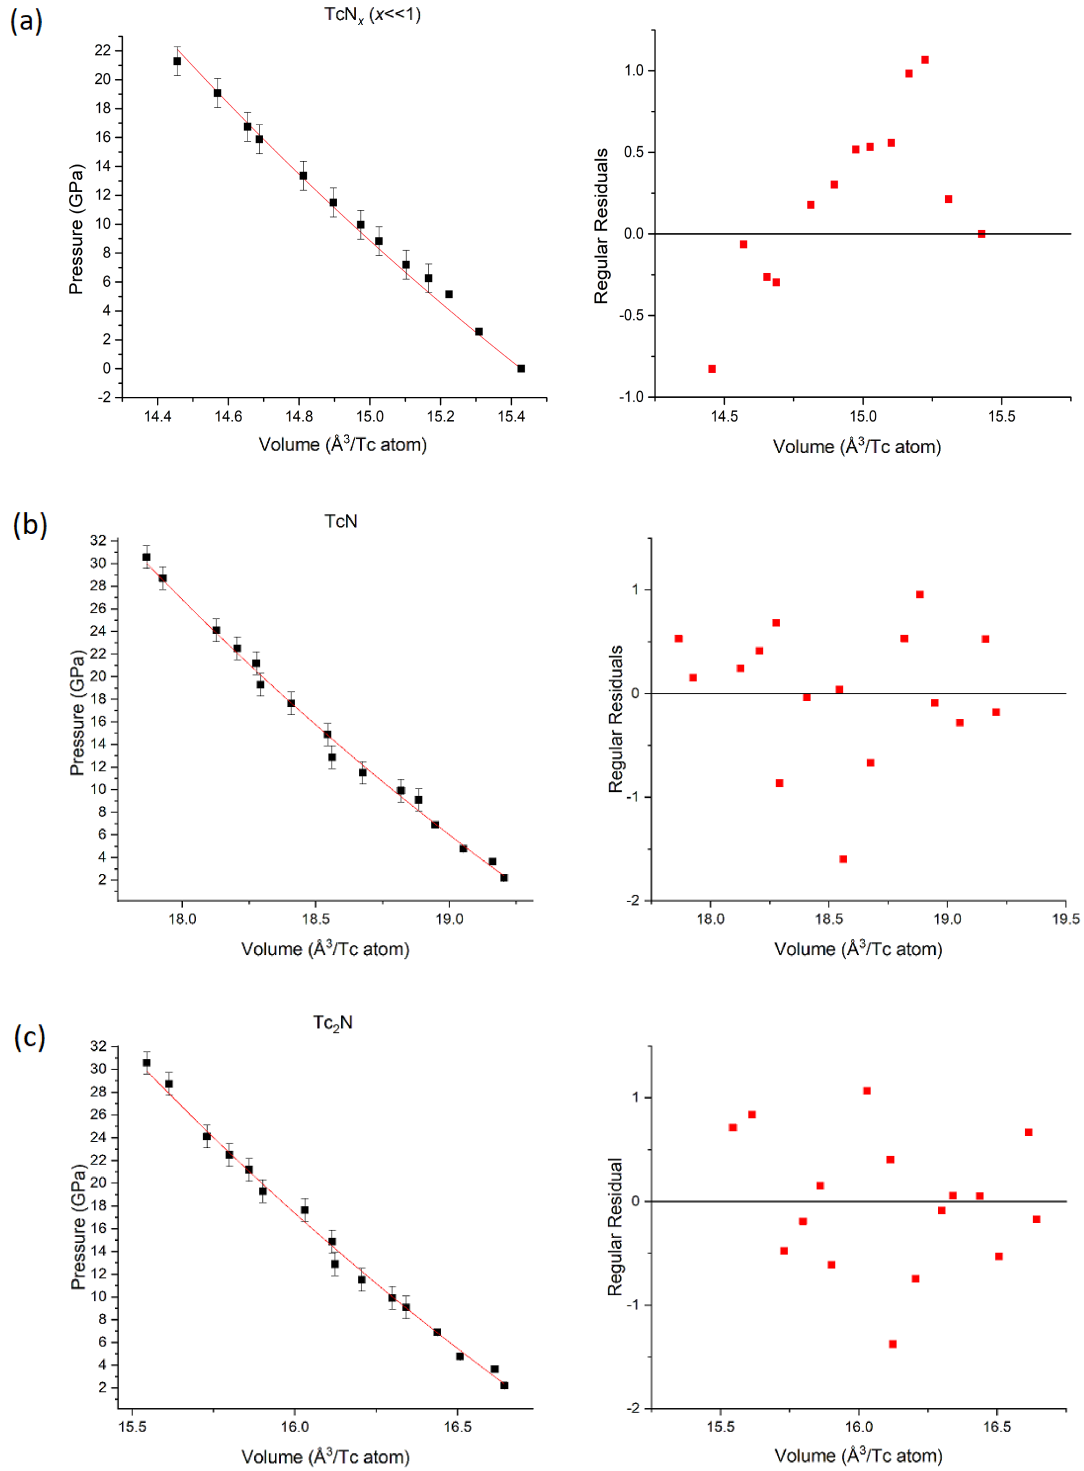 (a)
TcNₓ (x<<1)
22
20
18
16
14
12
10
8
6
4
2
0
-2
Pressure (GPa)
14.4 14.6 14.8 15.0 15.2 15.4
Volume (Å³/Tc atom)
1.0
0.5
0.0
-0.5
-1.0
Regular Residuals
14.5 15.0 15.5
Volume (Å³/Tc atom)
(b)
TcN
32
30
28
26
24
22
20
18
16
14
12
10
8
6
4
2
Pressure (GPa)
18.0 18.5 19.0
Volume (Å³/Tc atom)
1
0
-1
-2
Regular Residuals
18.0 18.5 19.0 19.5
Volume (Å³/Tc atom)
(c)
Tc₂N
32
30
28
26
24
22
20
18
16
14
12
10
8
6
4
2
Pressure (GPa)
15.5 16.0 16.5
Volume (Å³/Tc atom)
1
0
-1
-2
Regular Residual
15.5 16.0 16.5
Volume (Å³/Tc atom)